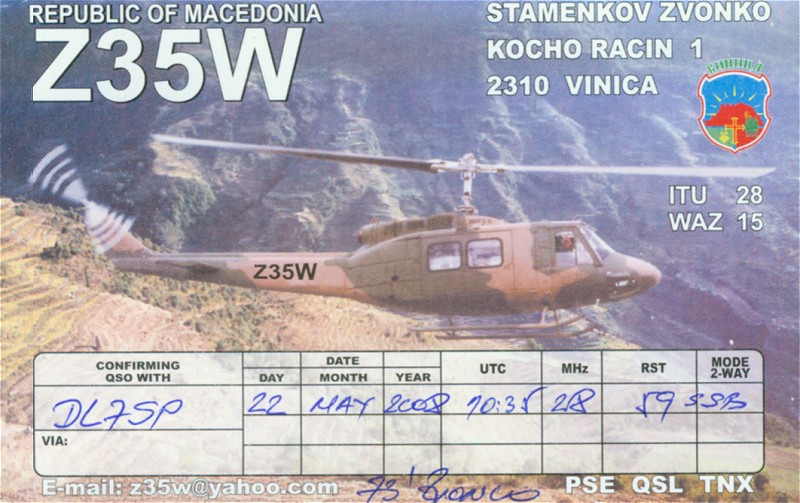 REPUBLIC OF MACEDONIA
Z35W
STAMENKOV ZVONKO
KOCHO RACIN 1
2310 VINICA
ВИНИЦА
ITU 28
WAZ 15
Z35W
CONFIRMING QSO WITH DATE DAY MONTH YEAR UTC MHz RST MODE 2-WAY
DL7SP 22 MAY 2008 10:35 28 59 SSB
VIA:
E-mail: z35w@yahoo.com 73' PSE QSL TNX